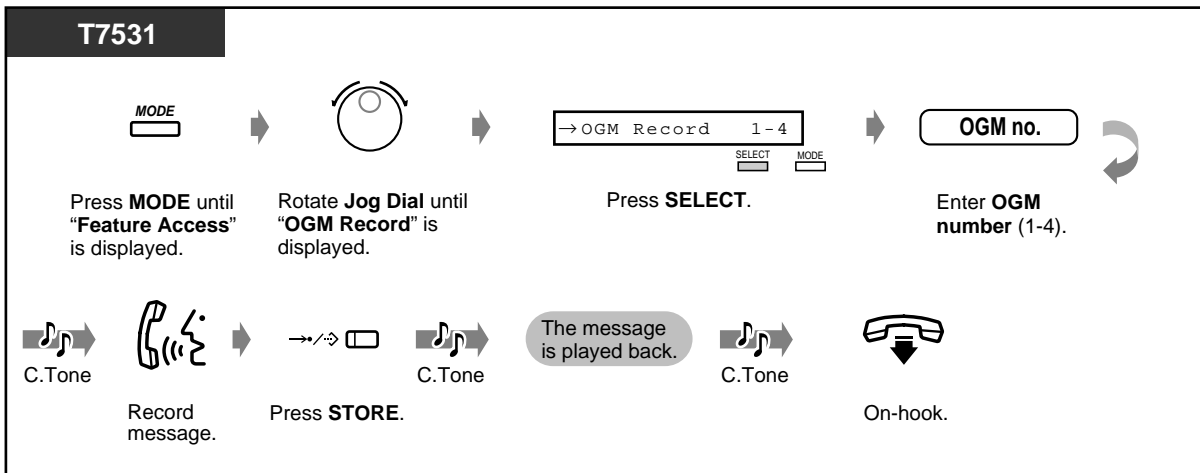 T7531
MODE
→OGM Record 1-4
SELECT MODE
OGM no.
Press MODE until
“Feature Access”
is displayed.
Rotate Jog Dial until
“OGM Record” is
displayed.
Press SELECT.
Enter OGM
number (1-4).
C.Tone
Record
message.
Press STORE.
C.Tone
The message
is played back.
C.Tone
On-hook.